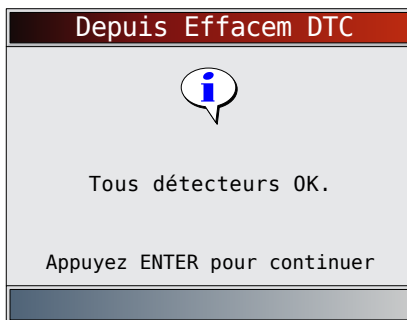 Depuis Effacem DTC
i
Tous détecteurs OK.
Appuyez ENTER pour continuer